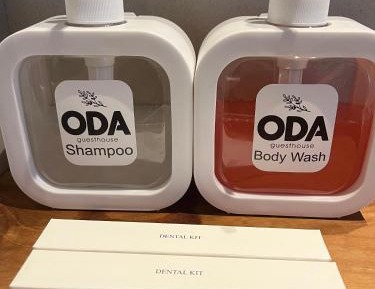 ODA
guesthouse
Shampoo
ODA
guesthouse
Body Wash
DENTAL KIT
DENTAL KIT